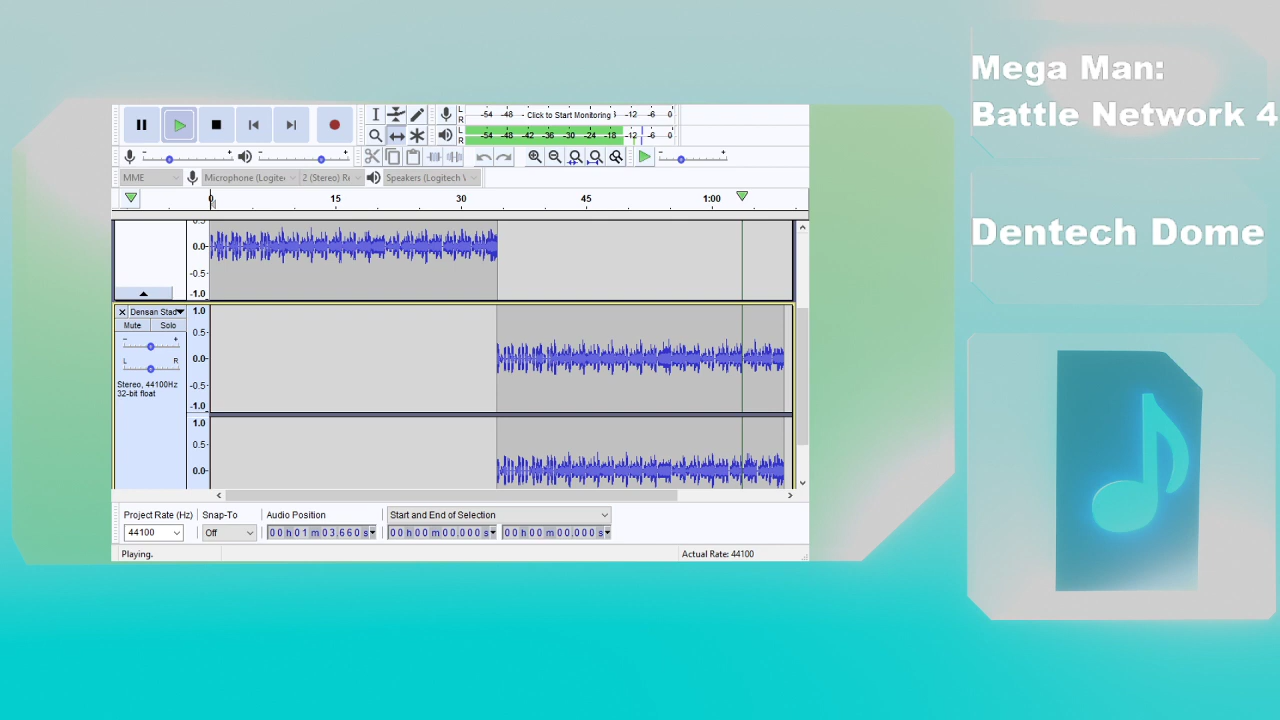 Mega Man:
Battle Network 4
Dentech Dome
L
R
-54 -48 - Click to Start Monitoring -12 -6 0
L
R
-54 -48 -42 -36 -30 -24 -18 -12 -6 0
MME
Microphone (Logite
2 (Stereo) R
Speakers (Logitech
0 15 30 45 1:00
0.5
0.0
-0.5
-1.0
Densan Stad
Mute Solo
- +
L R
Stereo, 44100Hz
32-bit float
1.0
0.5
0.0
-0.5
-1.0
1.0
0.5
0.0
Project Rate (Hz) Snap-To Audio Position Start and End of Selection
44100 Off 00 h 01 m 03.660 s 00 h 00 m 00.000 s 00 h 00 m 00.000 s
Playing. Actual Rate: 44100